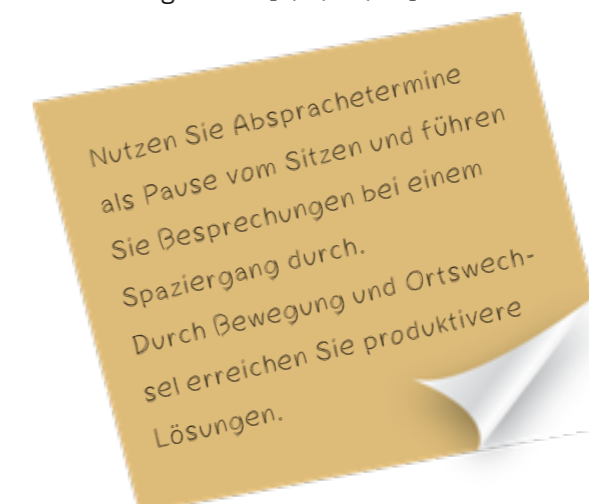 Nutzen Sie Absprachetermine
als Pause vom Sitzen und führen
Sie Besprechungen bei einem
Spaziergang durch.
Durch Bewegung und Ortswech-
sel erreichen Sie produktivere
Lösungen.